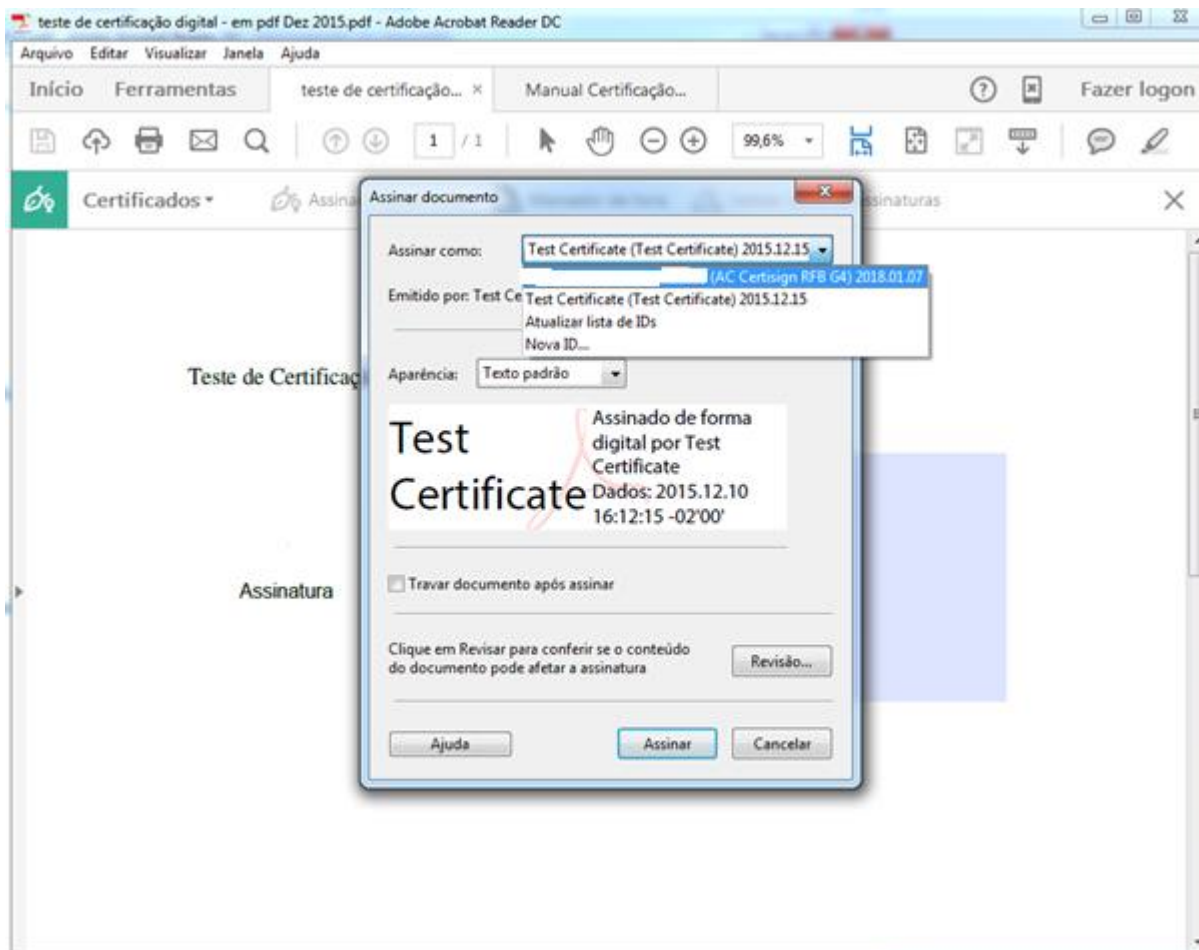 teste de certificação digital - em pdf Dez 2015.pdf - Adobe Acrobat Reader DC
Arquivo Editar Visualizar Janela Ajuda
Início Ferramentas teste de certificação... × Manual Certificação... Fazer logon
1 / 1 99,6%
Certificados Assina ssinaturas
Assinar documento
Assinar como: Test Certificate (Test Certificate) 2015.12.15
(AC Certisign RFB G4) 2018.01.07
Emitido por: Test Ce
Test Certificate (Test Certificate) 2015.12.15
Atualizar lista de IDs
Nova ID...
Teste de Certificaç
Aparência: Texto padrão
Test
Certificate
Assinado de forma
digital por Test
Certificate
Dados: 2015.12.10
16:12:15 -02'00'
Assinatura
Travar documento após assinar
Clique em Revisar para conferir se o conteúdo
do documento pode afetar a assinatura
Revisão...
Ajuda Assinar Cancelar